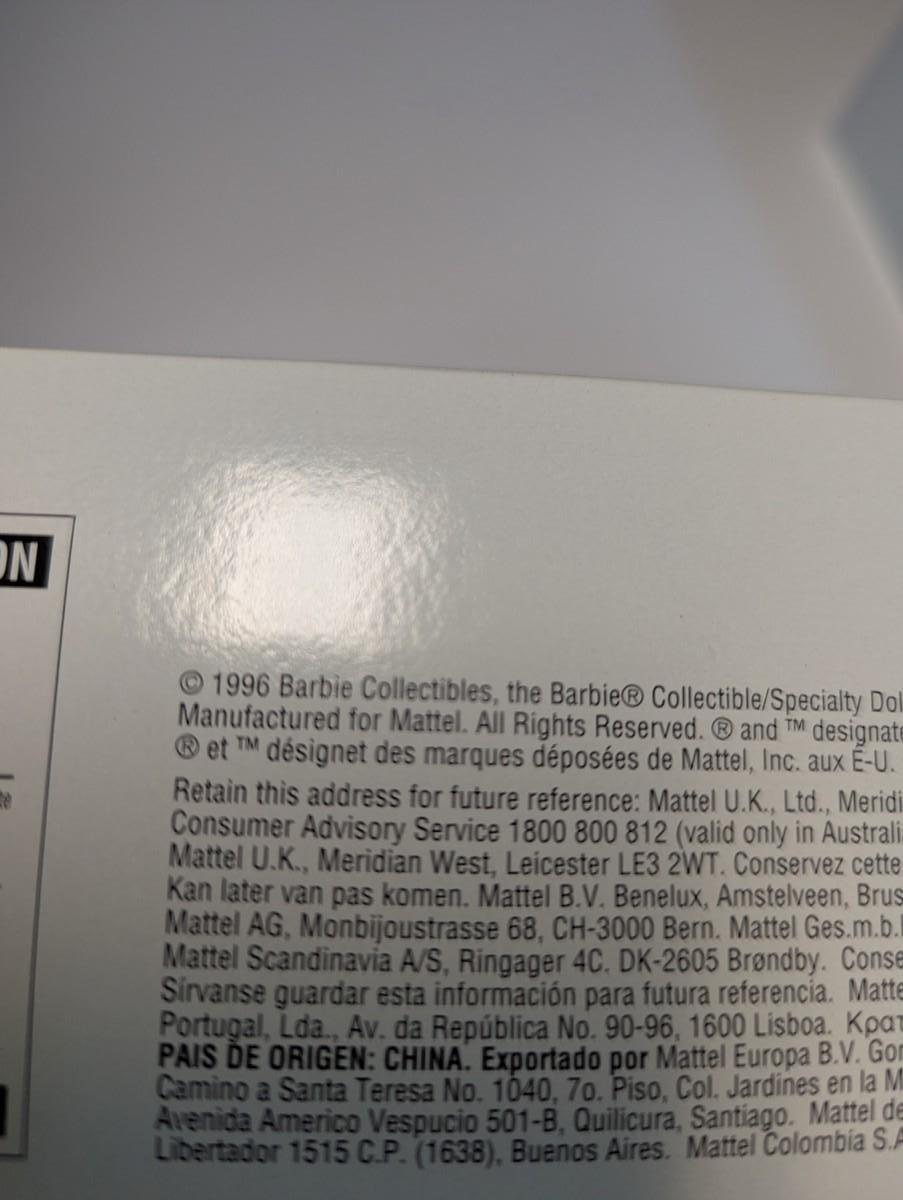 ON
© 1996 Barbie Collectibles, the Barbie® Collectible/Specialty Dol
Manufactured for Mattel. All Rights Reserved. ® and ™ designate
® et ™ désignet des marques déposées de Mattel, Inc. aux É-U.
te
Retain this address for future reference: Mattel U.K., Ltd., Meridi
Consumer Advisory Service 1800 800 812 (valid only in Australi
Mattel U.K., Meridian West, Leicester LE3 2WT. Conservez cette
Kan later van pas komen. Mattel B.V. Benelux, Amstelveen, Brus
Mattel AG, Monbijoustrasse 68, CH-3000 Bern. Mattel Ges.m.b.
Mattel Scandinavia A/S, Ringager 4C. DK-2605 Brøndby. Conse
Sírvanse guardar esta información para futura referencia. Matte
Portugal, Lda., Av. da República No. 90-96, 1600 Lisboa. Κρατ
PAIS DE ORIGEN: CHINA. Exportado por Mattel Europa B.V. Gon
Camino a Santa Teresa No. 1040, 7o. Piso, Col. Jardines en la M
Avenida Americo Vespucio 501-B, Quilicura, Santiago. Mattel de
Libertador 1515 C.P. (1638), Buenos Aires. Mattel Colombia S.A